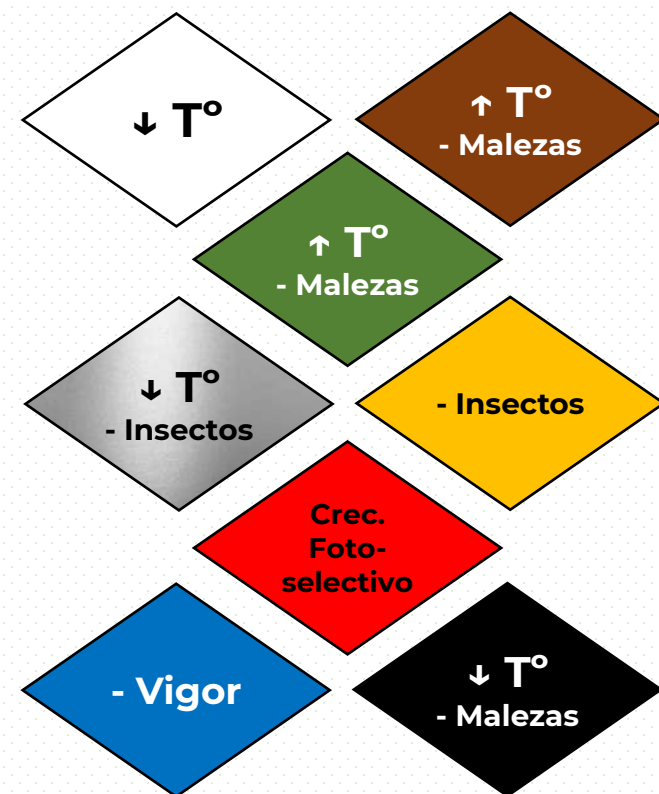 ↓ Tº
↑ Tº
- Malezas
↑ Tº
- Malezas
↓ Tº
- Insectos
- Insectos
Crec.
Foto-
selectivo
- Vigor
↓ Tº
- Malezas